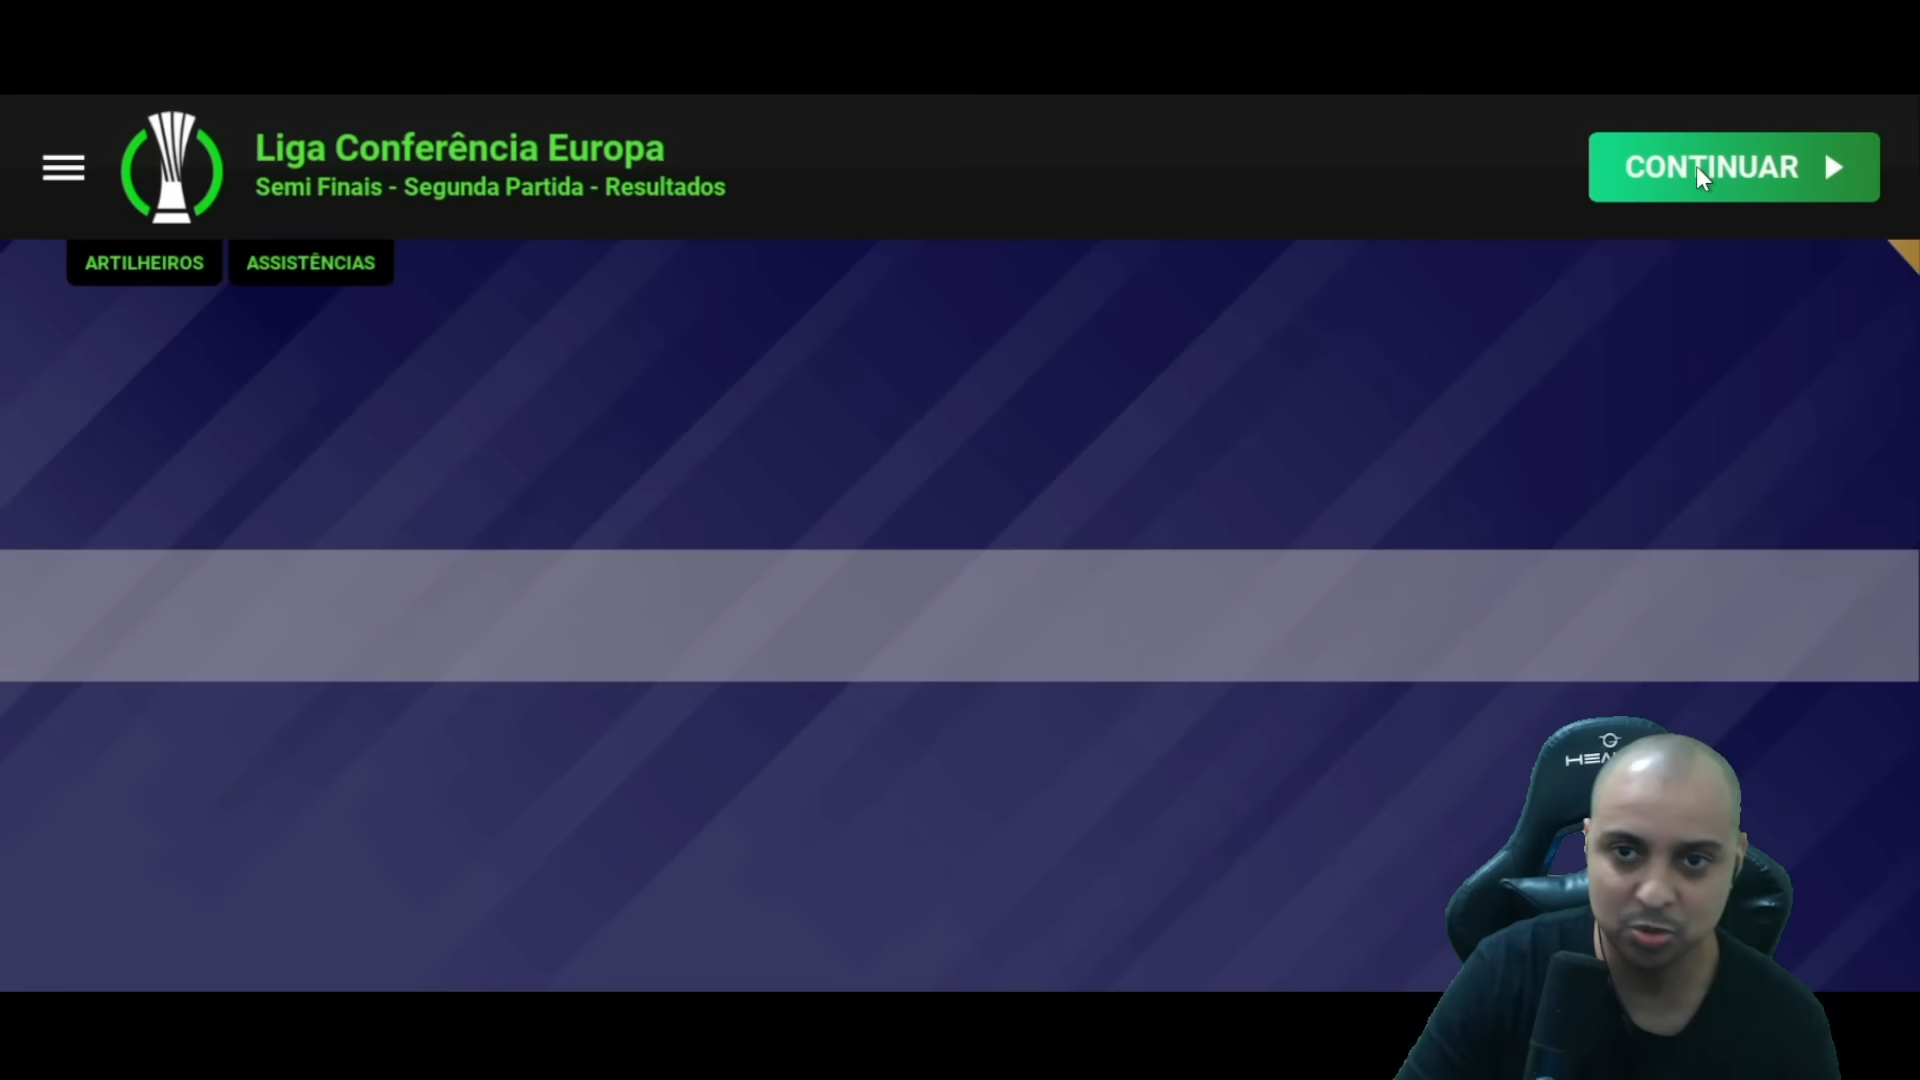 Liga Conferência Europa
Semi Finais - Segunda Partida - Resultados
CONTINUAR
ARTILHEIROS
ASSISTÊNCIAS